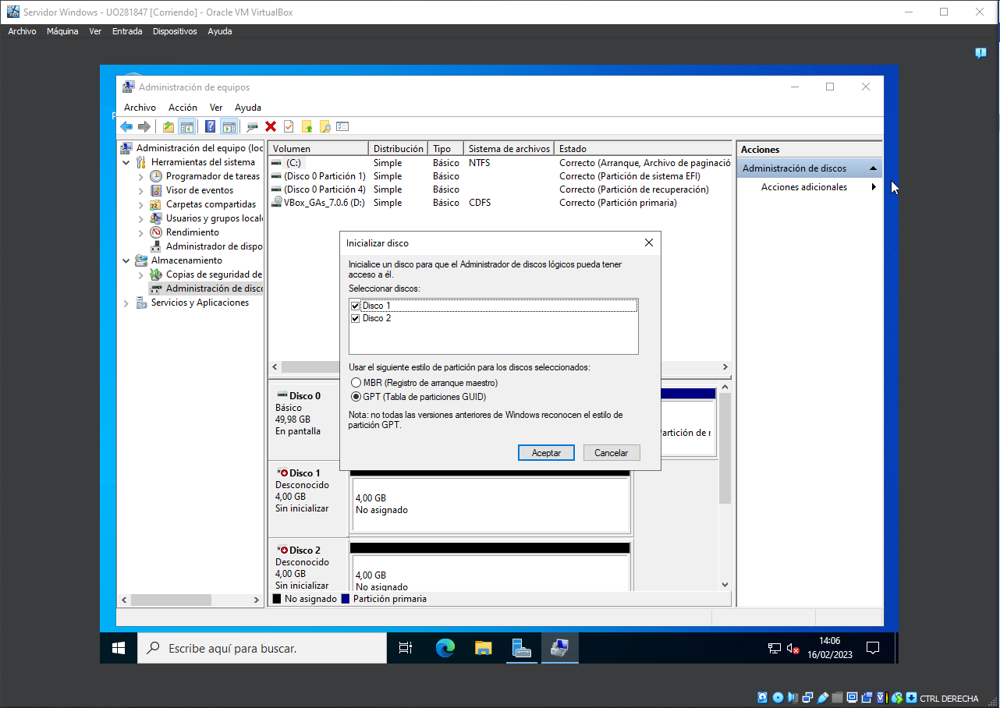 Servidor Windows - UO281847 [Corriendo] - Oracle VM VirtualBox
Archivo Máquina Ver Entrada Dispositivos Ayuda
Administración de equipos
Archivo Acción Ver Ayuda
Administración del equipo (loc
Herramientas del sistema
Programador de tareas
Visor de eventos
Carpetas compartidas
Usuarios y grupos local
Rendimiento
Administrador de dispo
Almacenamiento
Copias de seguridad de
Administración de disco
Servicios y Aplicaciones
Volumen Distribución Tipo Sistema de archivos Estado
(C:) Simple Básico NTFS Correcto (Arranque, Archivo de paginació
(Disco 0 Partición 1) Simple Básico Correcto (Partición de sistema EFI)
(Disco 0 Partición 4) Simple Básico Correcto (Partición de recuperación)
VBox_GAs_7.0.6 (D:) Simple Básico CDFS Correcto (Partición primaria)
Acciones
Administración de discos
Acciones adicionales
Inicializar disco
Inicialice un disco para que el Administrador de discos lógicos pueda tener
acceso a él.
Seleccionar discos:
Disco 1
Disco 2
Usar el siguiente estilo de partición para los discos seleccionados:
MBR (Registro de arranque maestro)
GPT (Tabla de particiones GUID)
Nota: no todas las versiones anteriores de Windows reconocen el estilo de
partición GPT.
Aceptar Cancelar
Disco 0
Básico
49,98 GB
En pantalla
artición de r
Disco 1
Desconocido
4,00 GB
Sin inicializar
4,00 GB
No asignado
Disco 2
Desconocido
4,00 GB
Sin inicializar
4,00 GB
No asignado
No asignado Partición primaria
Escribe aquí para buscar.
14:06
16/02/2023
CTRL DERECHA